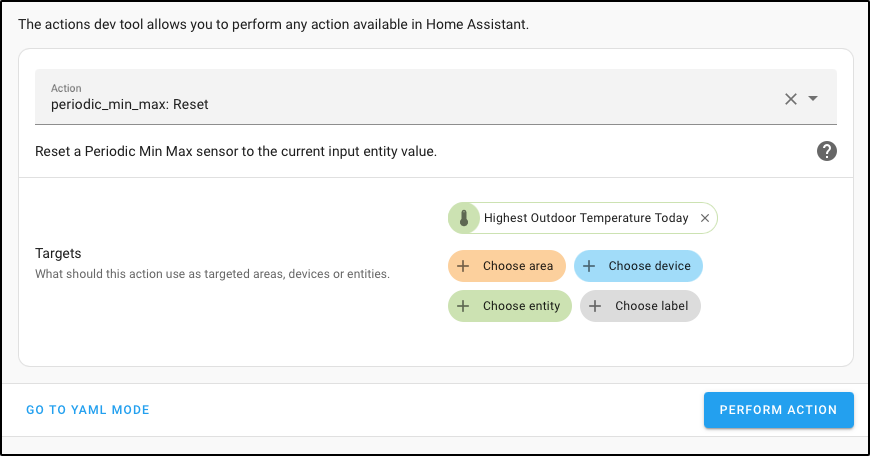 The actions dev tool allows you to perform any action available in Home Assistant.
Action
periodic_min_max: Reset
Reset a Periodic Min Max sensor to the current input entity value.
?
Highest Outdoor Temperature Today
Targets
What should this action use as targeted areas, devices or entities.
Choose area
Choose device
Choose entity
Choose label
GO TO YAML MODE
PERFORM ACTION